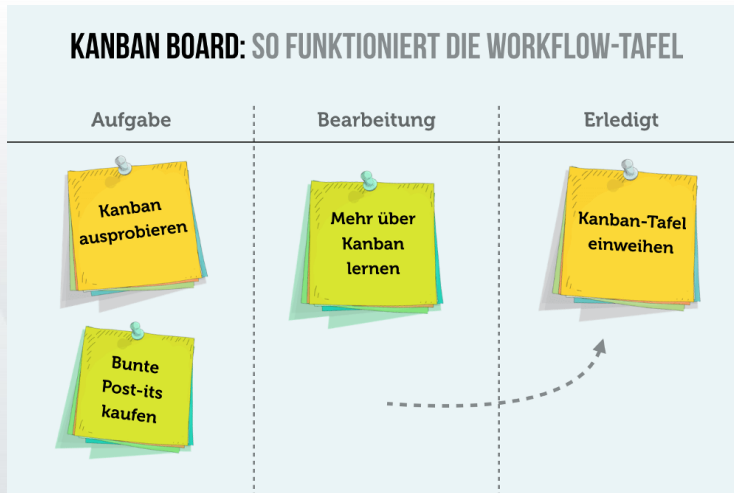 KANBAN BOARD: SO FUNKTIONIERT DIE WORKFLOW-TAFEL
Aufgabe
Bearbeitung
Erledigt
Kanban
ausprobieren
Bunte
Post-its
kaufen
Mehr über
Kanban
lernen
Kanban-Tafel
einweihen